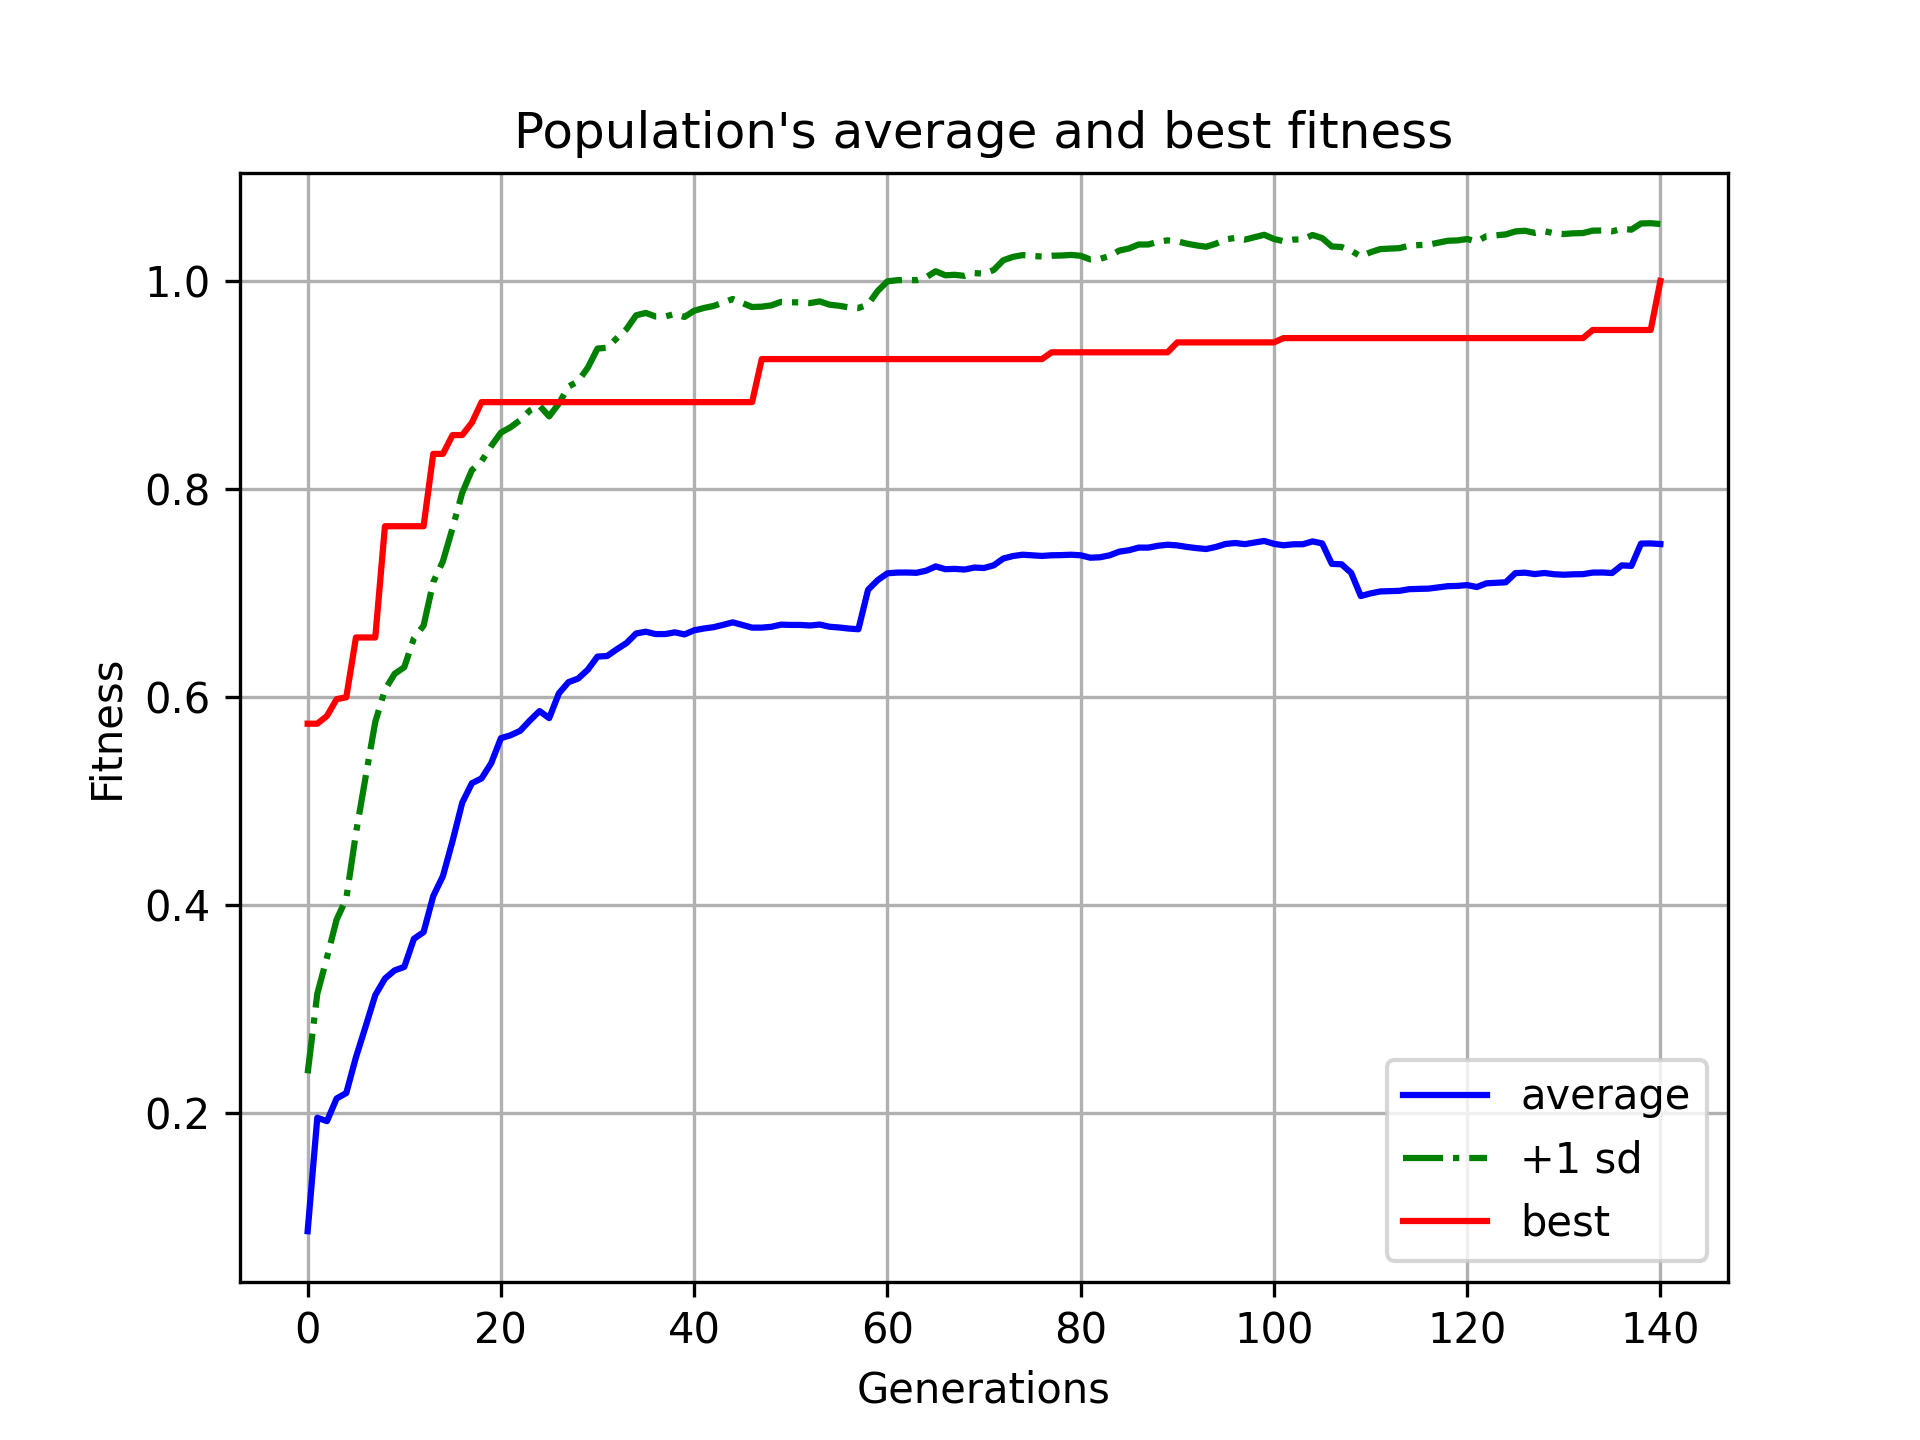 Population's average and best fitness
1.0
0.8
0.6
0.4
0.2
Fitness
average
+1 sd
best
0 20 40 60 80 100 120 140
Generations